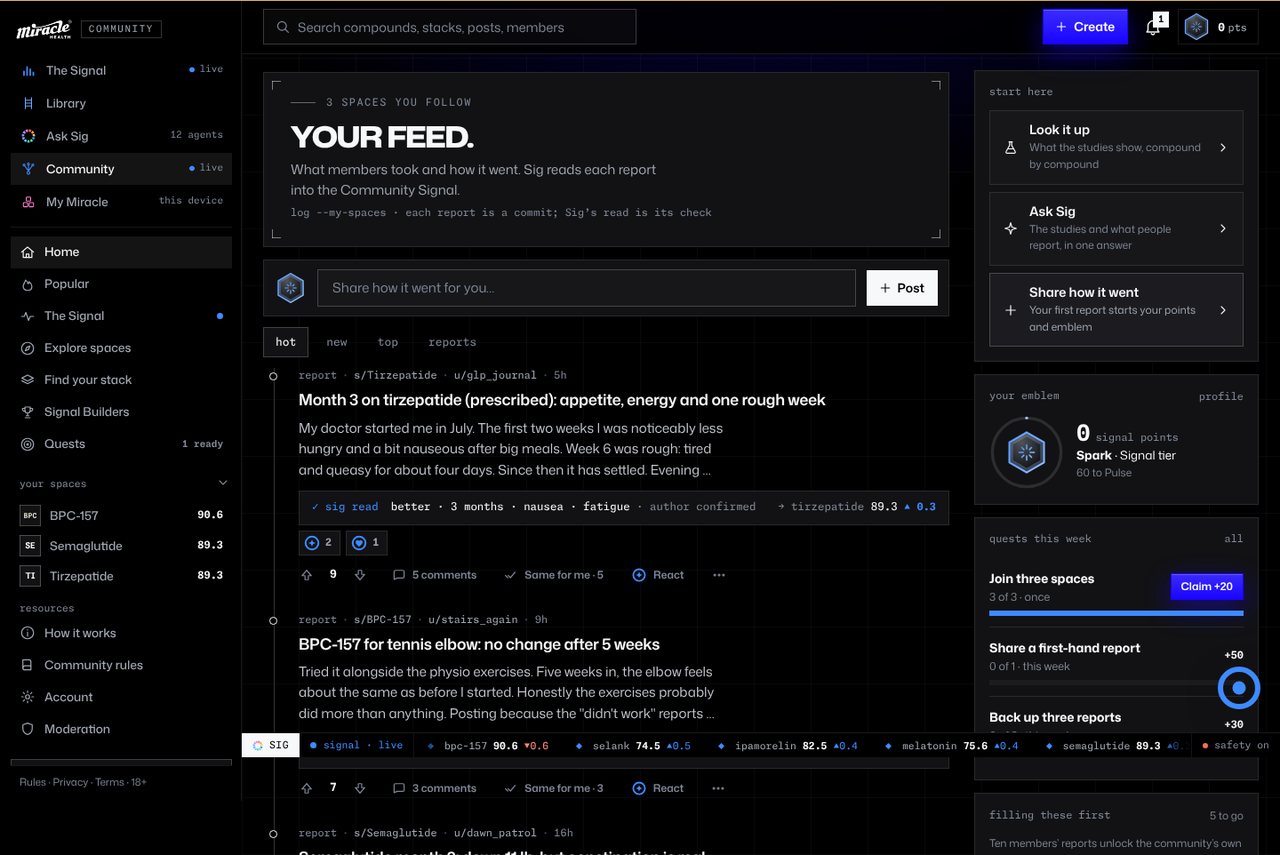 miracle HEALTH COMMUNITY
The Signal live
Library
Ask Sig 12 agents
Community live
My Miracle this device
Home
Popular
The Signal
Explore spaces
Find your stack
Signal Builders
Quests 1 ready
your spaces
BPC BPC-157 90.6
SE Semaglutide 89.3
TI Tirzepatide 89.3
resources
How it works
Community rules
Account
Moderation
Rules · Privacy · Terms · 18+
Search compounds, stacks, posts, members
+ Create
1
0 pts
3 SPACES YOU FOLLOW
YOUR FEED.
What members took and how it went. Sig reads each report
into the Community Signal.
log --my-spaces · each report is a commit; Sig's read is its check
Share how it went for you...
+ Post
hot new top reports
report · s/Tirzepatide · u/glp_journal · 5h
Month 3 on tirzepatide (prescribed): appetite, energy and one rough week
My doctor started me in July. The first two weeks I was noticeably less
hungry and a bit nauseous after big meals. Week 6 was rough: tired
and queasy for about four days. Since then it has settled. Evening ...
✓ sig read better · 3 months · nausea · fatigue · author confirmed → tirzepatide 89.3 ▲ 0.3
2 1
9 5 comments Same for me · 5 React ···
report · s/BPC-157 · u/stairs_again · 9h
BPC-157 for tennis elbow: no change after 5 weeks
Tried it alongside the physio exercises. Five weeks in, the elbow feels
about the same as before I started. Honestly the exercises probably
did more than anything. Posting because the "didn't work" reports ...
SIG signal · live bpc-157 90.6 ▼0.6 selank 74.5 ▲0.5 ipamorelin 82.5 ▲0.4 melatonin 75.6 ▲0.4 semaglutide 89.3 ▲0. safety on
7 3 comments Same for me · 3 React ···
report · s/Semaglutide · u/dawn_patrol · 16h
start here
Look it up
What the studies show, compound
by compound
Ask Sig
The studies and what people
report, in one answer
Share how it went
Your first report starts your points
and emblem
your emblem profile
0 signal points
Spark · Signal tier
60 to Pulse
quests this week all
Join three spaces
3 of 3 · once
Claim +20
Share a first-hand report
0 of 1 · this week
+50
Back up three reports
+30
filling these first 5 to go
Ten members' reports unlock the community's own